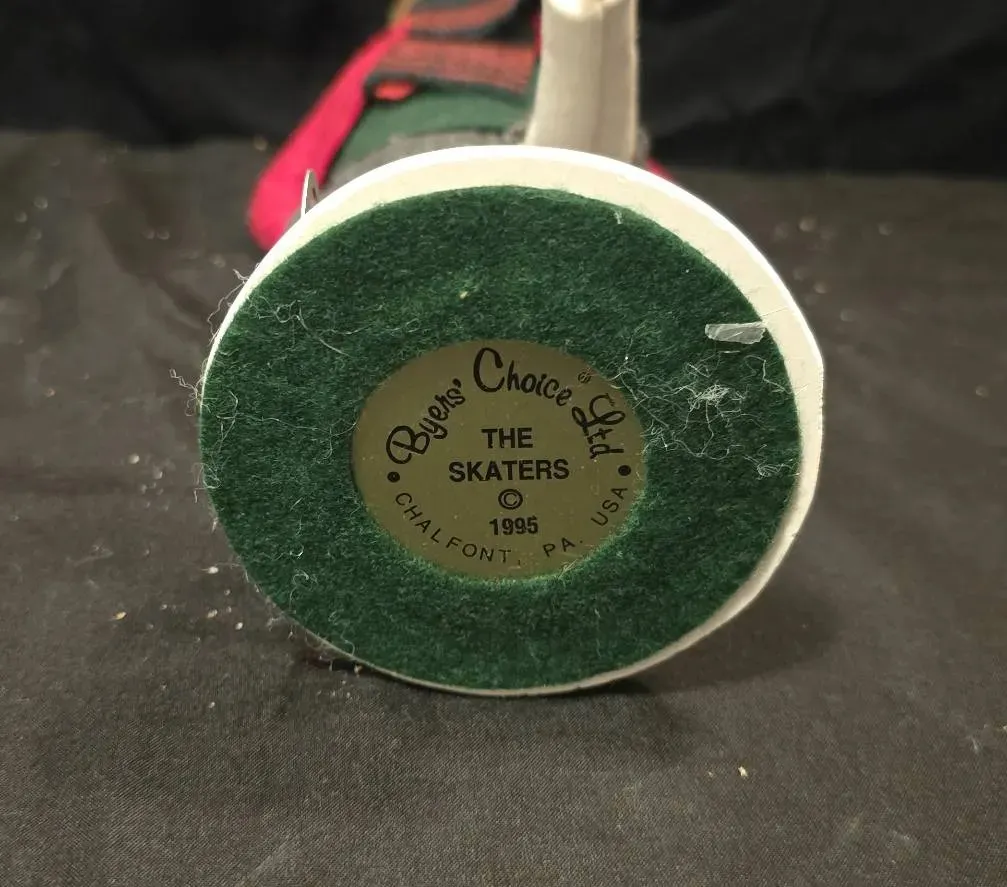 Byers' Choice® Ltd
THE
SKATERS
©
1995
• CHALFONT, PA. USA •